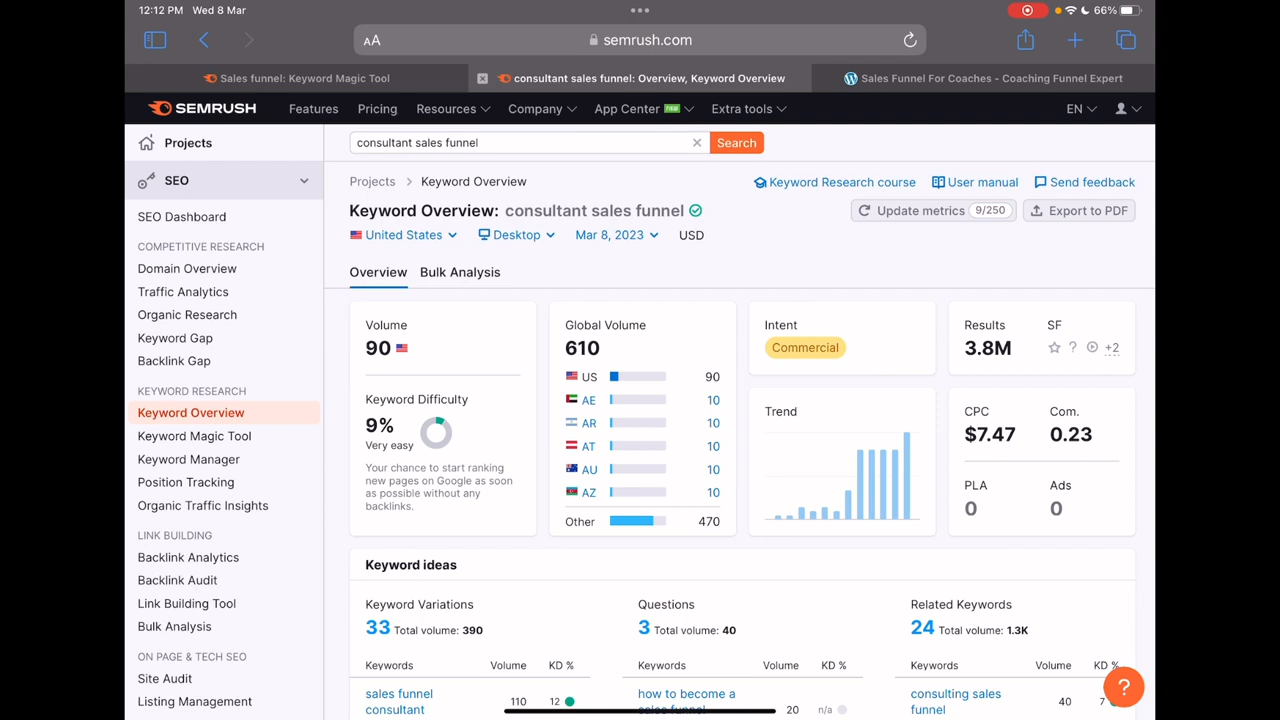 12:12 PM Wed 8 Mar
66%
AA
semrush.com
Sales funnel: Keyword Magic Tool
consultant sales funnel: Overview, Keyword Overview
Sales Funnel For Coaches - Coaching Funnel Expert
SEMRUSH
Features
Pricing
Resources
Company
App Center NEW
Extra tools
EN
Projects
SEO
SEO Dashboard
COMPETITIVE RESEARCH
Domain Overview
Traffic Analytics
Organic Research
Keyword Gap
Backlink Gap
KEYWORD RESEARCH
Keyword Overview
Keyword Magic Tool
Keyword Manager
Position Tracking
Organic Traffic Insights
LINK BUILDING
Backlink Analytics
Backlink Audit
Link Building Tool
Bulk Analysis
ON PAGE & TECH SEO
Site Audit
Listing Management
consultant sales funnel
Search
Projects > Keyword Overview
Keyword Research course
User manual
Send feedback
Keyword Overview: consultant sales funnel
Update metrics 9/250
Export to PDF
United States
Desktop
Mar 8, 2023
USD
Overview
Bulk Analysis
Volume
90
Keyword Difficulty
9%
Very easy
Your chance to start ranking
new pages on Google as soon
as possible without any
backlinks.
Global Volume
610
US 90
AE 10
AR 10
AT 10
AU 10
AZ 10
Other 470
Intent
Commercial
Trend
Results
3.8M
SF
+2
CPC
$7.47
Com.
0.23
PLA
0
Ads
0
Keyword ideas
Keyword Variations
33 Total volume: 390
Keywords Volume KD %
sales funnel
consultant
110 12
Questions
3 Total volume: 40
Keywords Volume KD %
how to become a
sales funnel
20 n/a
Related Keywords
24 Total volume: 1.3K
Keywords Volume KD %
consulting sales
funnel
40 7
?